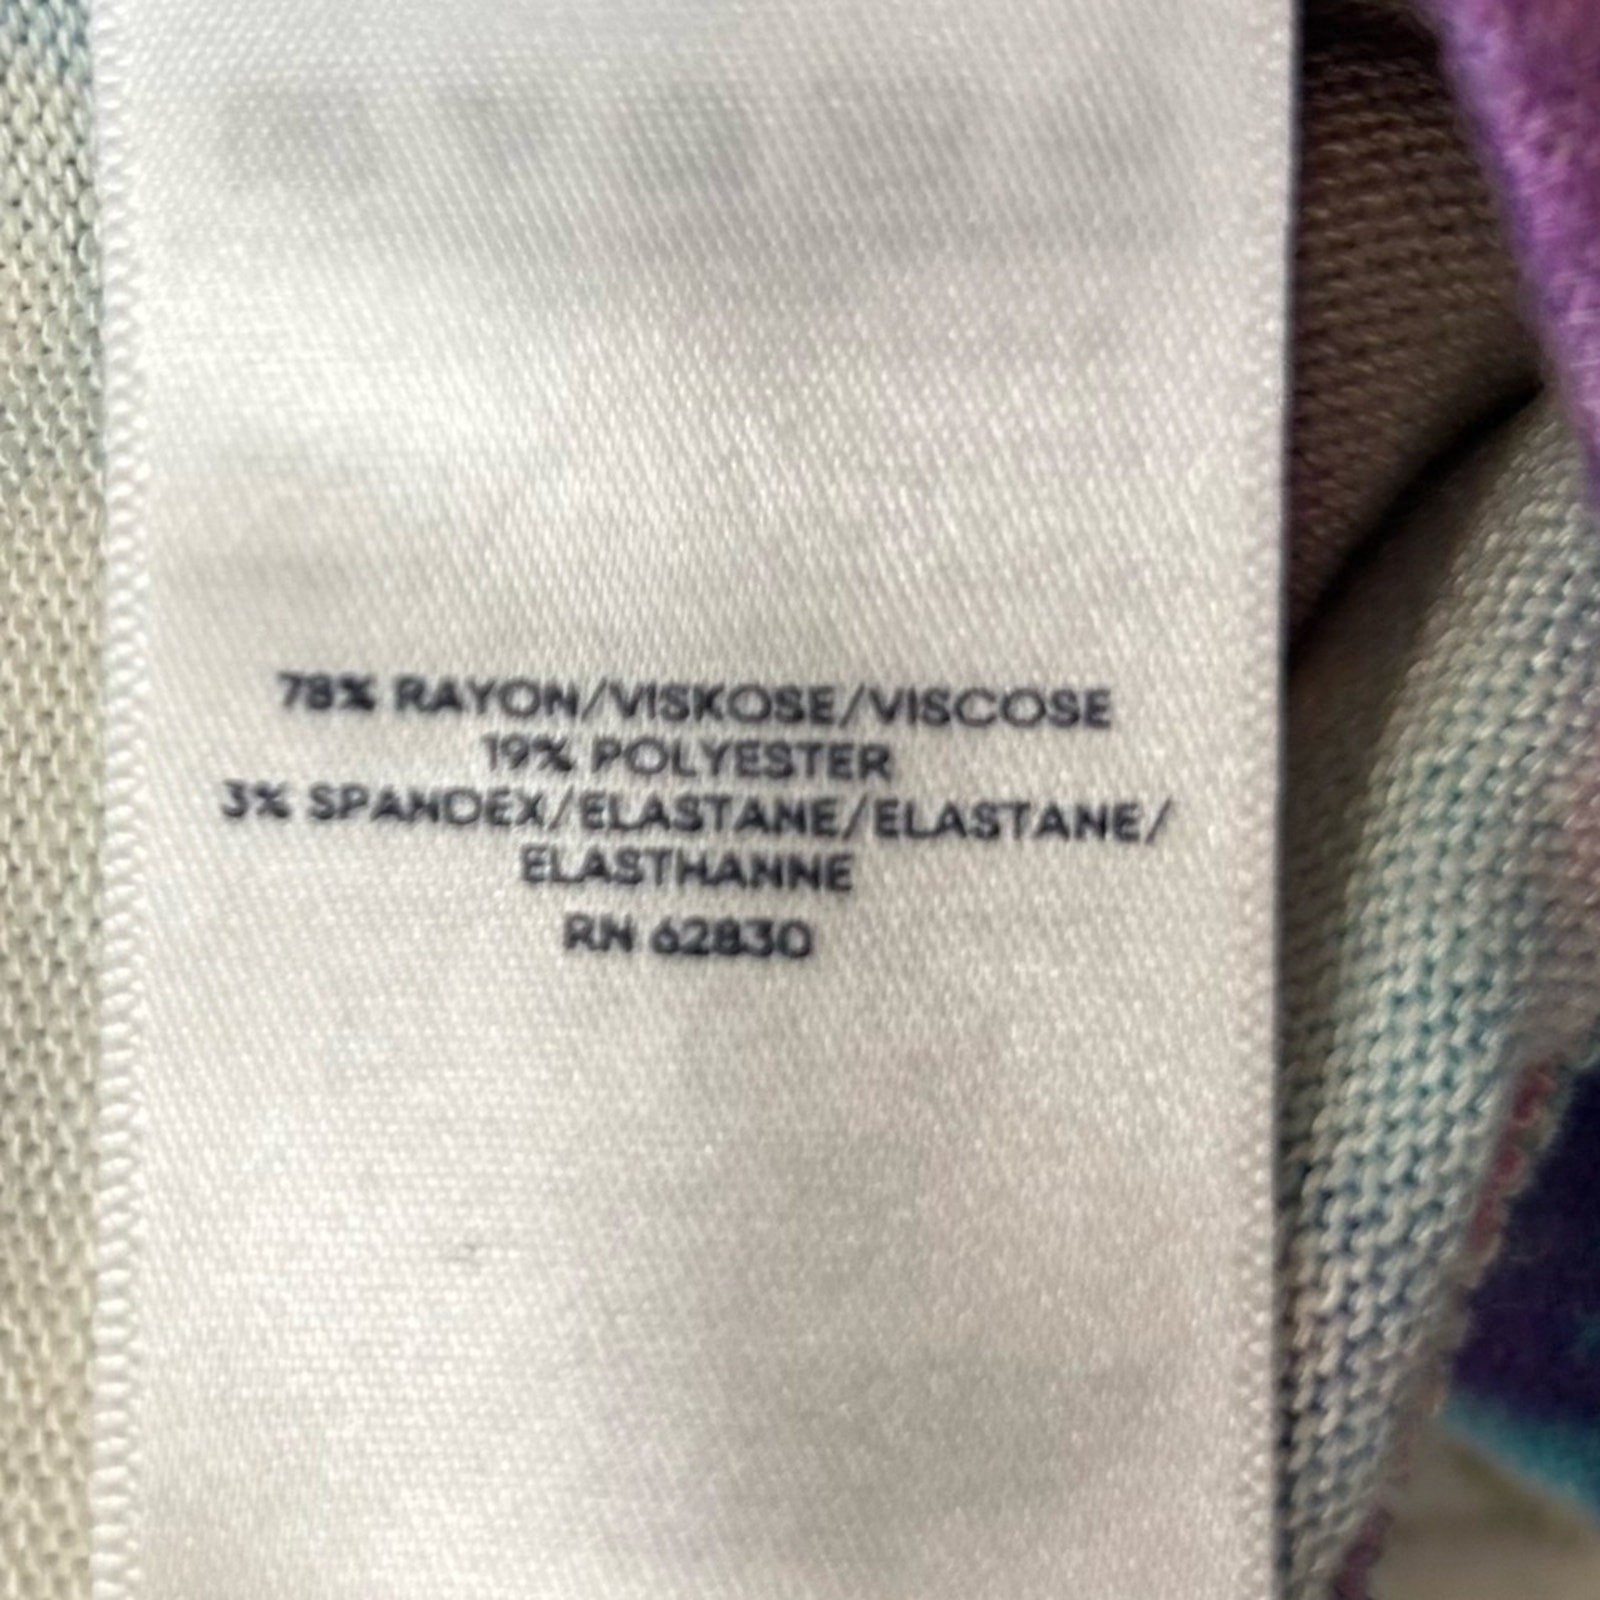 78% RAYON/VISKOSE/VISCOSE
19% POLYESTER
3% SPANDEX/ELASTANE/ELASTANE/
ELASTHANNE
RN 62830